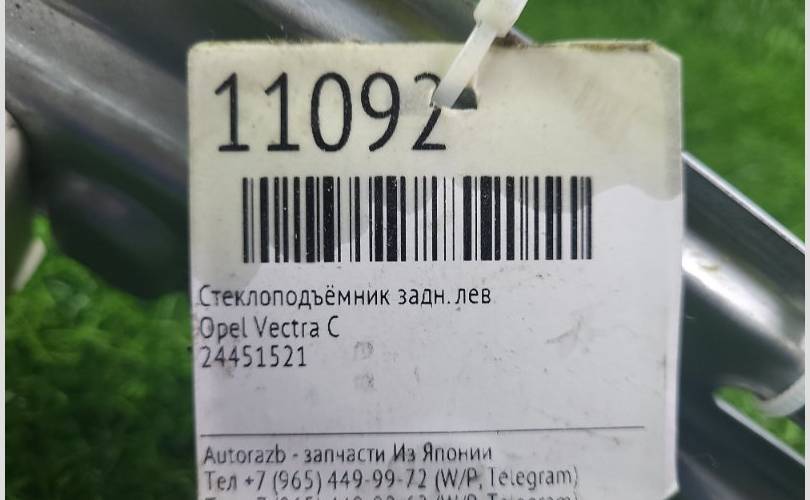 11092
Стеклоподъёмник задн. лев
Opel Vectra C
24451521
Autorazb - запчасти Из Японии
Тел +7 (965) 449-99-72 (W/P, Telegram)